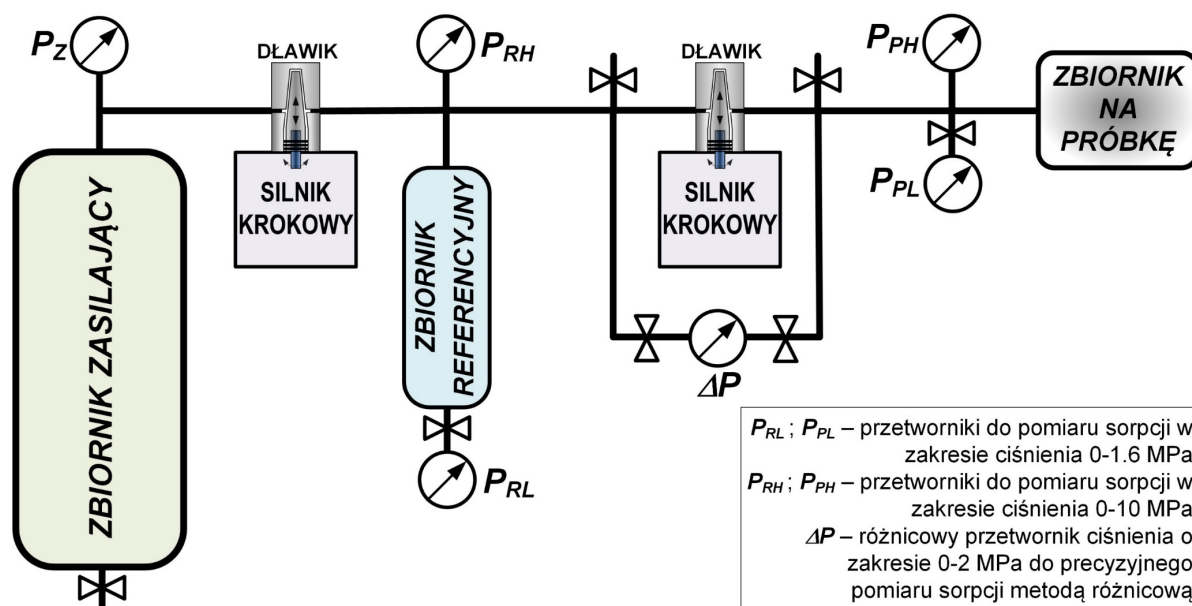 P_Z
DŁAWIK
P_RH
DŁAWIK
P_PH
ZBIORNIK
NA
PRÓBKĘ
P_PL
ZBIORNIK ZASILAJĄCY
SILNIK
KROKOWY
ZBIORNIK
REFERENCYJNY
SILNIK
KROKOWY
ΔP
P_RL
P_RL ; P_PL – przetworniki do pomiaru sorpcji w
zakresie ciśnienia 0-1.6 MPa
P_RH ; P_PH – przetworniki do pomiaru sorpcji w
zakresie ciśnienia 0-10 MPa
ΔP – różnicowy przetwornik ciśnienia o
zakresie 0-2 MPa do precyzyjnego
pomiaru sorpcji metodą różnicową